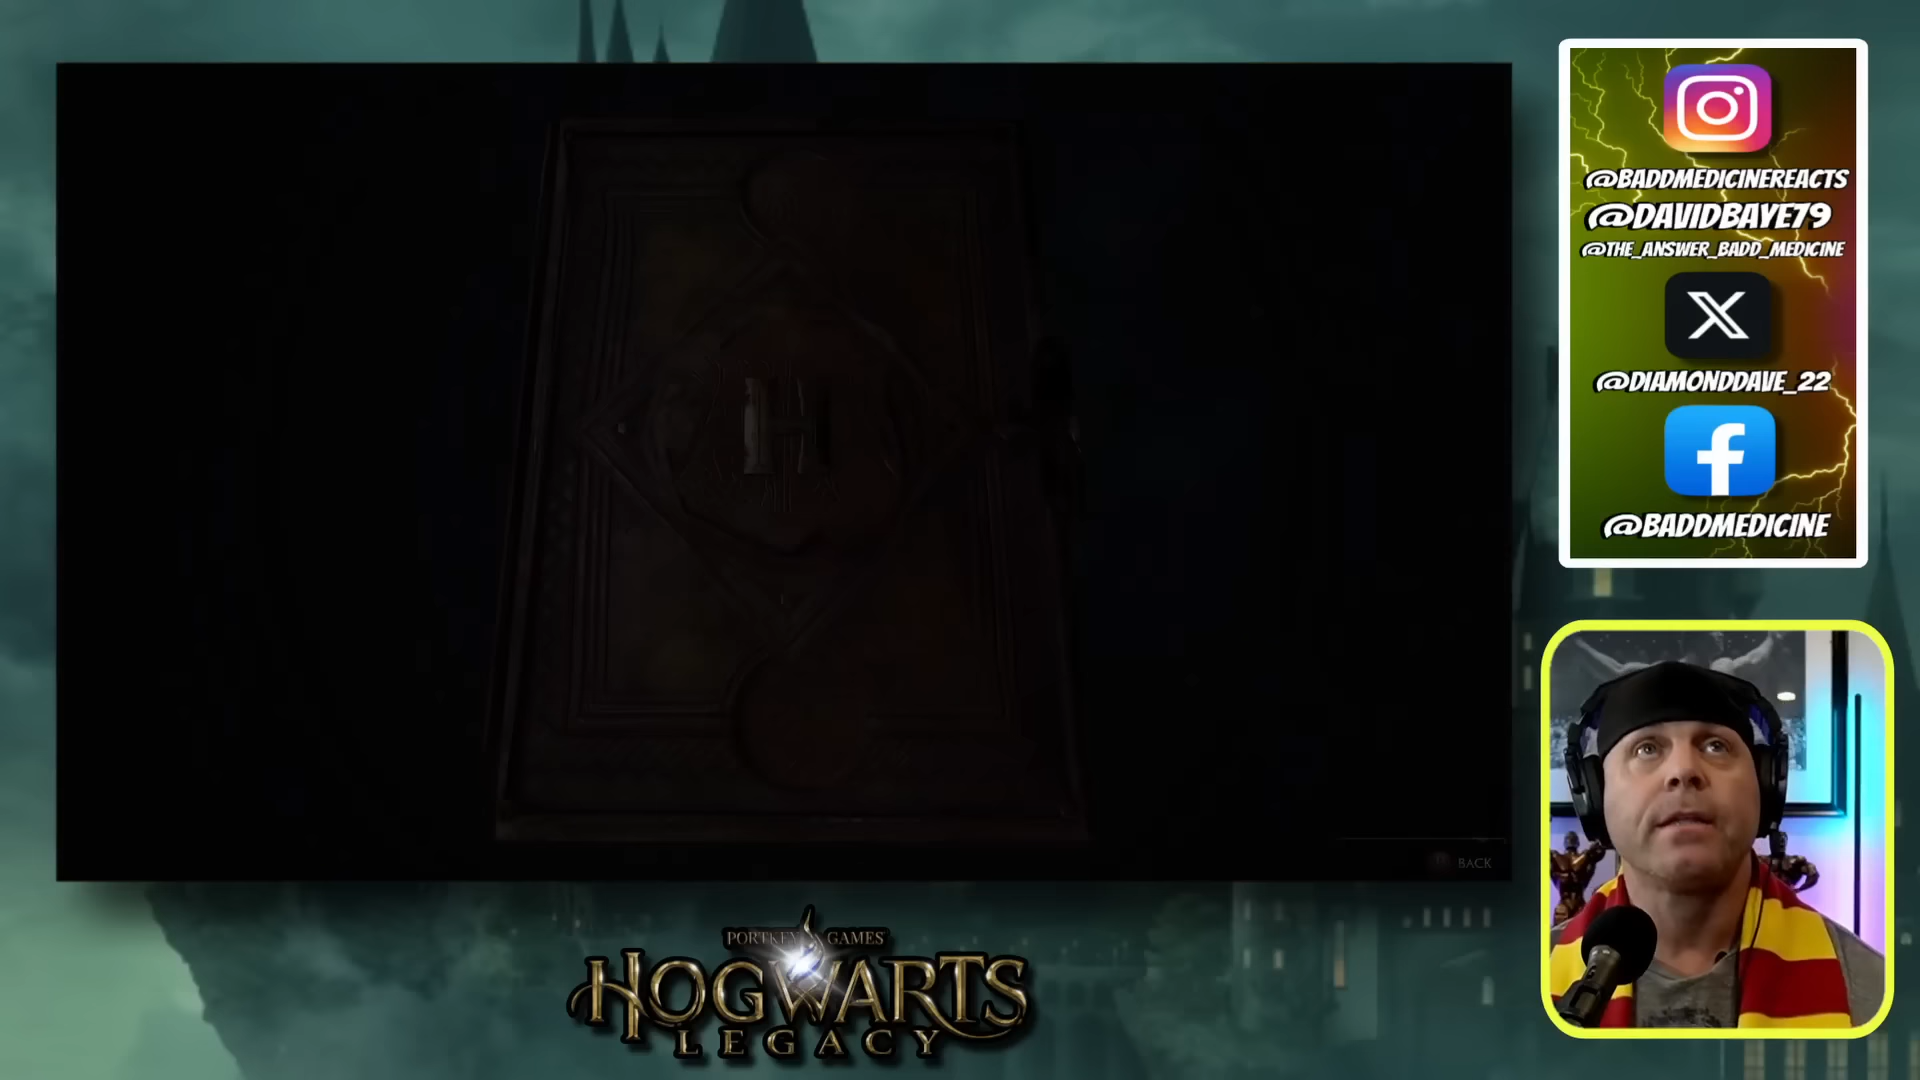 @BADDMEDICINEREACTS
@DAVIDBAYE79
@THE_ANSWER_BADD_MEDICINE
X
@DIAMONDDAVE_22
f
@BADDMEDICINE
H
BACK
PORTKEY GAMES
HOGWARTS
LEGACY